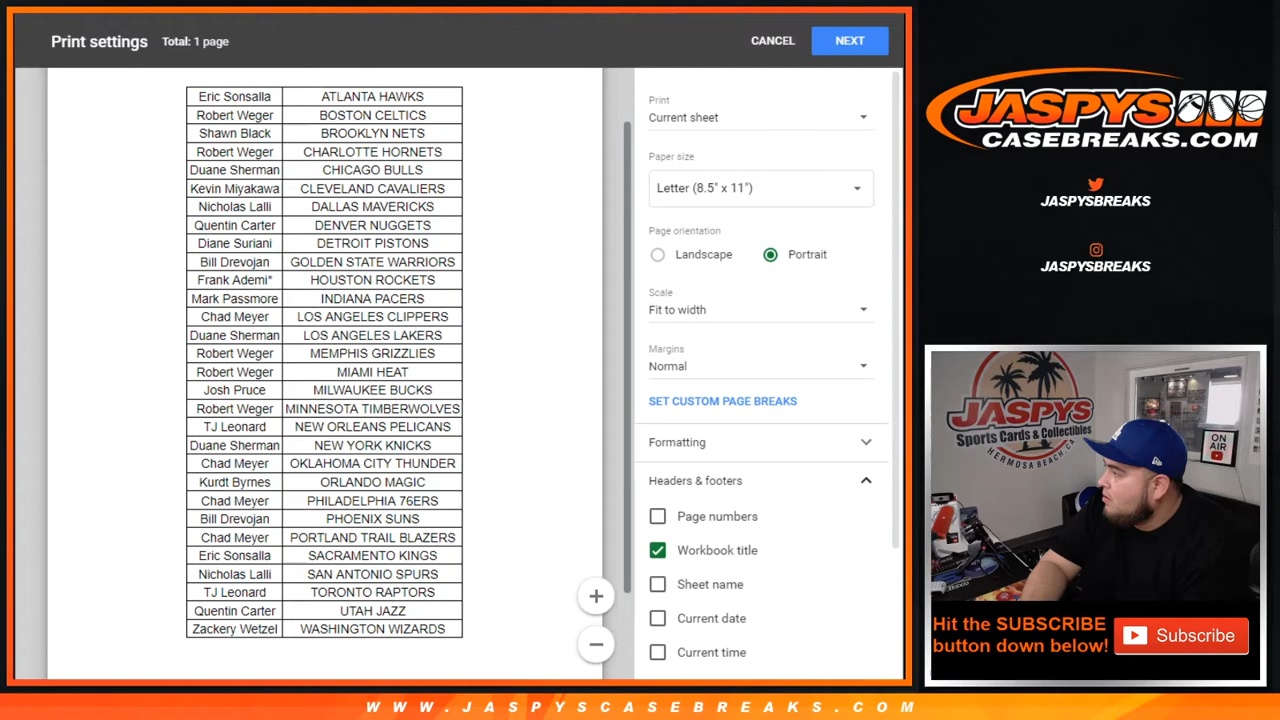 Print settings Total: 1 page CANCEL NEXT
Eric Sonsalla ATLANTA HAWKS
Robert Weger BOSTON CELTICS
Shawn Black BROOKLYN NETS
Robert Weger CHARLOTTE HORNETS
Duane Sherman CHICAGO BULLS
Kevin Miyakawa CLEVELAND CAVALIERS
Nicholas Lalli DALLAS MAVERICKS
Quentin Carter DENVER NUGGETS
Diane Suriani DETROIT PISTONS
Bill Drevojan GOLDEN STATE WARRIORS
Frank Ademi* HOUSTON ROCKETS
Mark Passmore INDIANA PACERS
Chad Meyer LOS ANGELES CLIPPERS
Duane Sherman LOS ANGELES LAKERS
Robert Weger MEMPHIS GRIZZLIES
Robert Weger MIAMI HEAT
Josh Pruce MILWAUKEE BUCKS
Robert Weger MINNESOTA TIMBERWOLVES
TJ Leonard NEW ORLEANS PELICANS
Duane Sherman NEW YORK KNICKS
Chad Meyer OKLAHOMA CITY THUNDER
Kurdt Byrnes ORLANDO MAGIC
Chad Meyer PHILADELPHIA 76ERS
Bill Drevojan PHOENIX SUNS
Chad Meyer PORTLAND TRAIL BLAZERS
Eric Sonsalla SACRAMENTO KINGS
Nicholas Lalli SAN ANTONIO SPURS
TJ Leonard TORONTO RAPTORS
Quentin Carter UTAH JAZZ
Zackery Wetzel WASHINGTON WIZARDS
Print
Current sheet
Paper size
Letter (8.5" x 11")
Page orientation
Landscape Portrait
Scale
Fit to width
Margins
Normal
SET CUSTOM PAGE BREAKS
Formatting
Headers & footers
Page numbers
Workbook title
Sheet name
Current date
Current time
JASPYS
CASEBREAKS.COM
JASPYSBREAKS
JASPYSBREAKS
JASPYS
Sports Cards & Collectibles
HERMOSA BEACH CA
ON AIR
LA
Hit the SUBSCRIBE
button down below!
Subscribe
WWW.JASPYSCASEBREAKS.COM